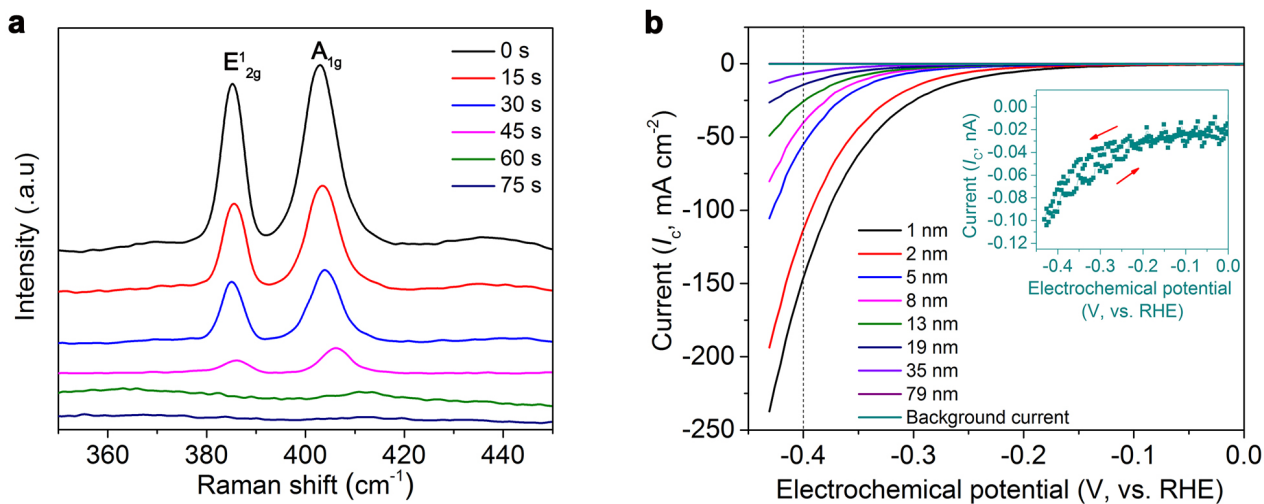 a
E¹₂g
A₁g
0 s
15 s
30 s
45 s
60 s
75 s
Intensity (.a.u)
360
380
400
420
440
Raman shift (cm⁻¹)
b
0
-50
-100
-150
-200
-250
Current (I_c, mA cm⁻²)
1 nm
2 nm
5 nm
8 nm
13 nm
19 nm
35 nm
79 nm
Background current
0.00
-0.02
-0.04
-0.06
-0.08
-0.10
-0.12
Current (I_c, nA)
-0.4
-0.3
-0.2
-0.1
0.0
Electrochemical potential
(V, vs. RHE)
-0.4
-0.3
-0.2
-0.1
0.0
Electrochemical potential (V, vs. RHE)